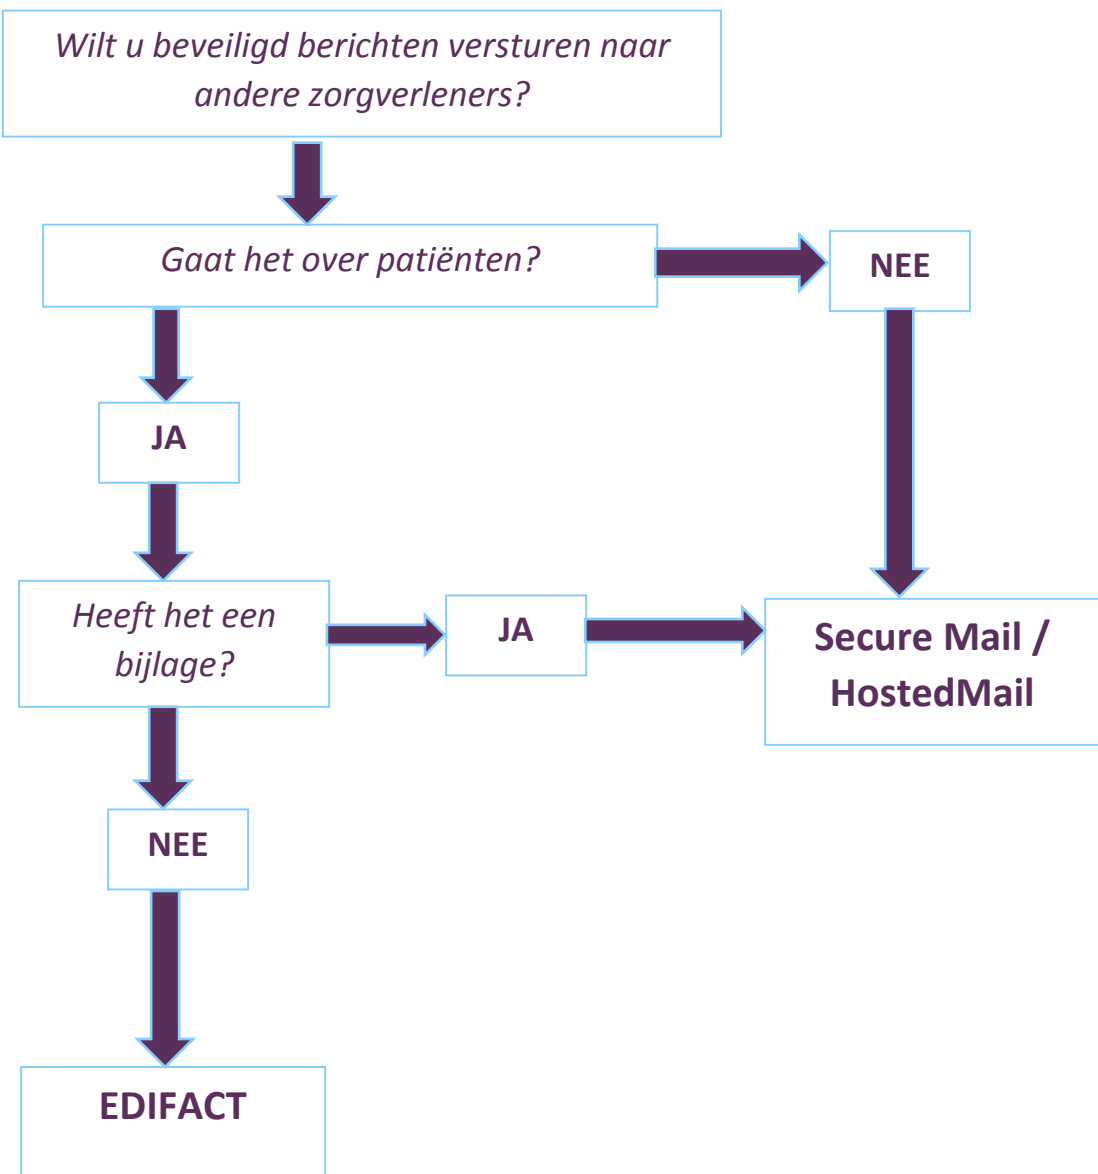 Wilt u beveiligd berichten versturen naar
andere zorgverleners?
Gaat het over patiënten?
NEE
JA
Heeft het een
bijlage?
JA
Secure Mail /
HostedMail
NEE
EDIFACT